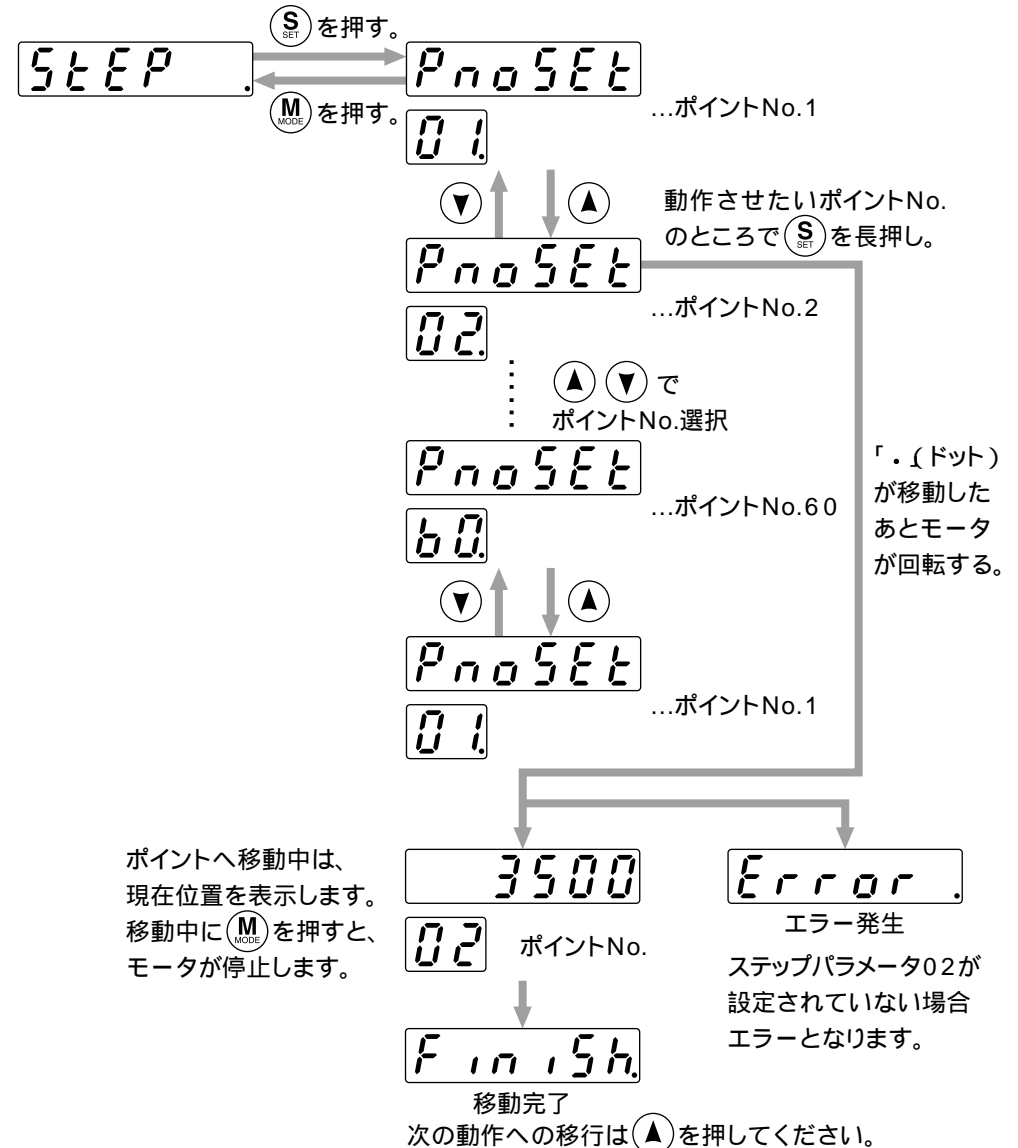 S SET を押す。
StEP .
PnoSEt
M MODE を押す。
…ポイントNo.1
01.
▼ ▲
動作させたいポイントNo.
のところで S SET を長押し。
PnoSEt
…ポイントNo.2
02.
▲ ▼ で
ポイントNo.選択
PnoSEt
…ポイントNo.60
60.
「．」(ドット)
が移動した
あとモータ
が回転する。
▼ ▲
PnoSEt
…ポイントNo.1
01.
ポイントへ移動中は、
現在位置を表示します。
移動中に M MODE を押すと、
モータが停止します。
3500
02 ポイントNo.
Error .
エラー発生
ステップパラメータ02が
設定されていない場合
エラーとなります。
FiniSh.
移動完了
次の動作への移行は▲を押してください。